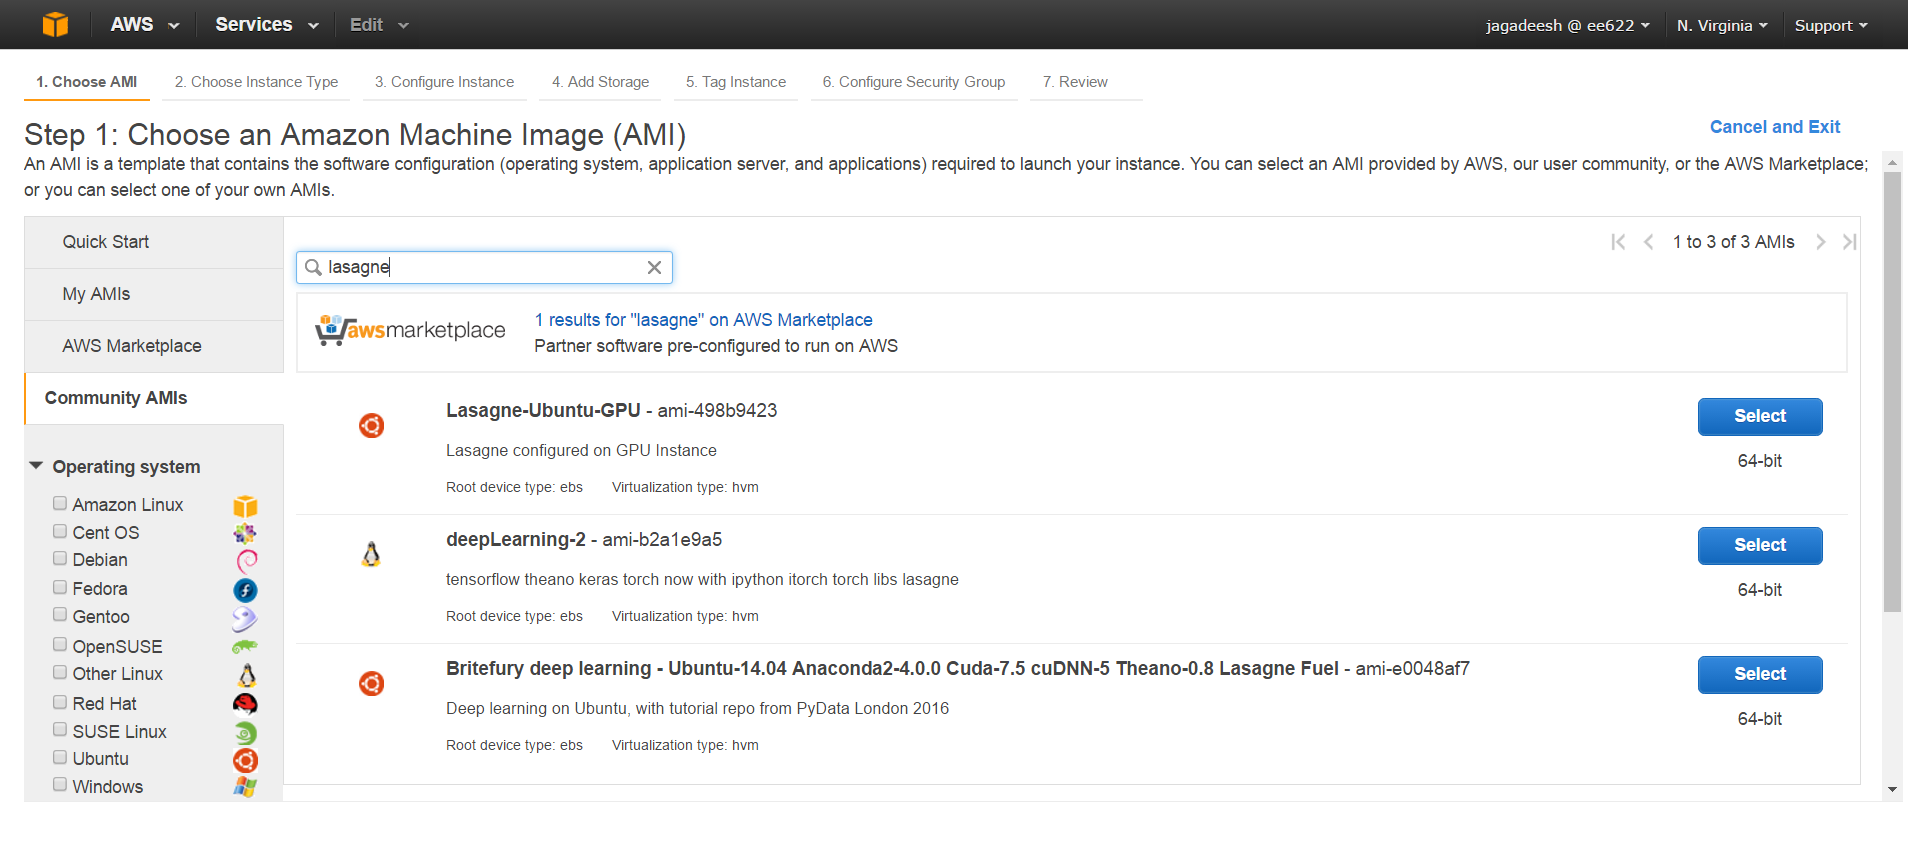 AWS Services Edit jagadeesh @ ee622 N. Virginia Support
1. Choose AMI 2. Choose Instance Type 3. Configure Instance 4. Add Storage 5. Tag Instance 6. Configure Security Group 7. Review
Step 1: Choose an Amazon Machine Image (AMI)
Cancel and Exit
An AMI is a template that contains the software configuration (operating system, application server, and applications) required to launch your instance. You can select an AMI provided by AWS, our user community, or the AWS Marketplace;
or you can select one of your own AMIs.
Quick Start
My AMIs
AWS Marketplace
Community AMIs
Operating system
Amazon Linux
Cent OS
Debian
Fedora
Gentoo
OpenSUSE
Other Linux
Red Hat
SUSE Linux
Ubuntu
Windows
1 to 3 of 3 AMIs
lasagne
awsmarketplace
1 results for "lasagne" on AWS Marketplace
Partner software pre-configured to run on AWS
Lasagne-Ubuntu-GPU - ami-498b9423
Lasagne configured on GPU Instance
Root device type: ebs Virtualization type: hvm
Select
64-bit
deepLearning-2 - ami-b2a1e9a5
tensorflow theano keras torch now with ipython itorch torch libs lasagne
Root device type: ebs Virtualization type: hvm
Select
64-bit
Britefury deep learning - Ubuntu-14.04 Anaconda2-4.0.0 Cuda-7.5 cuDNN-5 Theano-0.8 Lasagne Fuel - ami-e0048af7
Deep learning on Ubuntu, with tutorial repo from PyData London 2016
Root device type: ebs Virtualization type: hvm
Select
64-bit